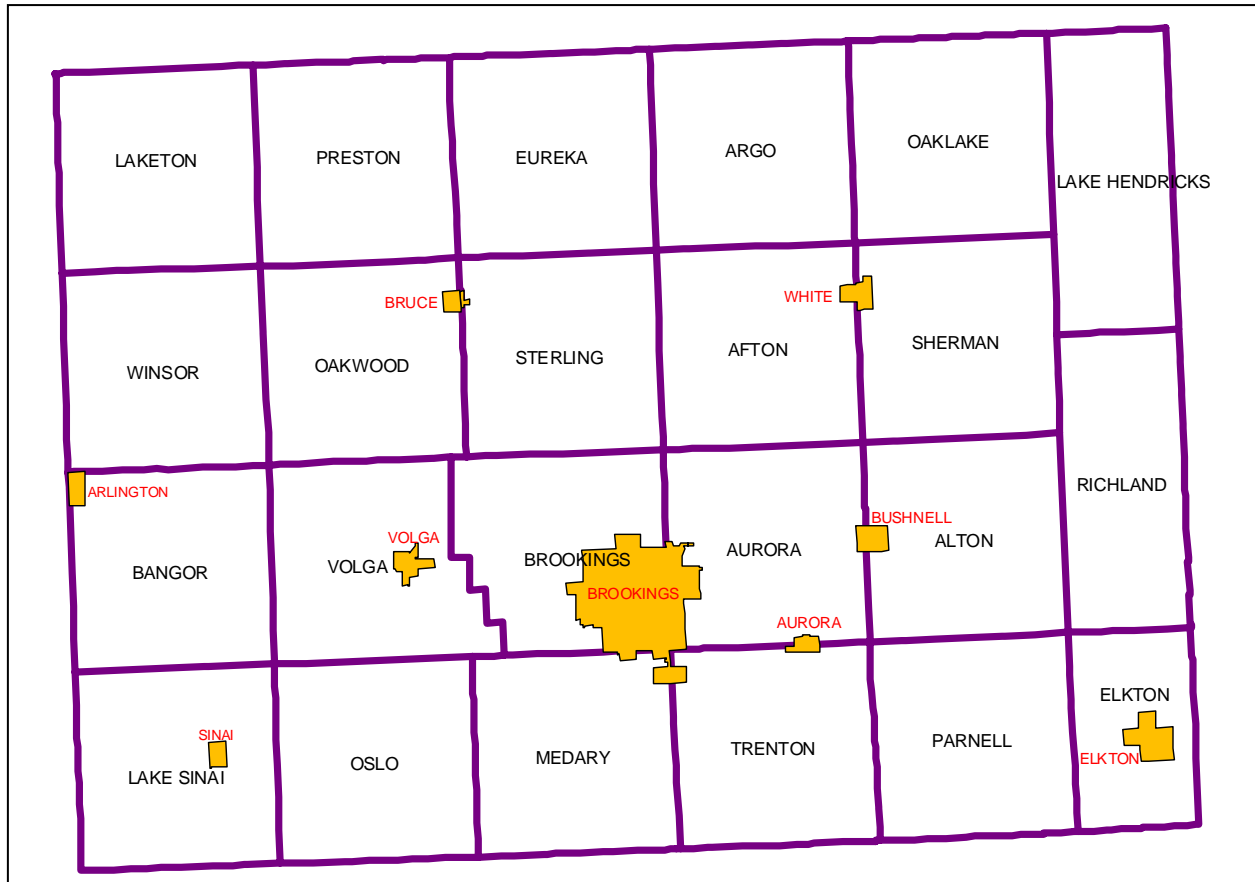 LAKETON
PRESTON
EUREKA
ARGO
OAKLAKE
LAKE HENDRICKS
BRUCE
WHITE
WINSOR
OAKWOOD
STERLING
AFTON
SHERMAN
ARLINGTON
RICHLAND
BANGOR
VOLGA
VOLGA
BROOKINGS
BROOKINGS
AURORA
BUSHNELL
ALTON
AURORA
SINAI
LAKE SINAI
OSLO
MEDARY
TRENTON
PARNELL
ELKTON
ELKTON